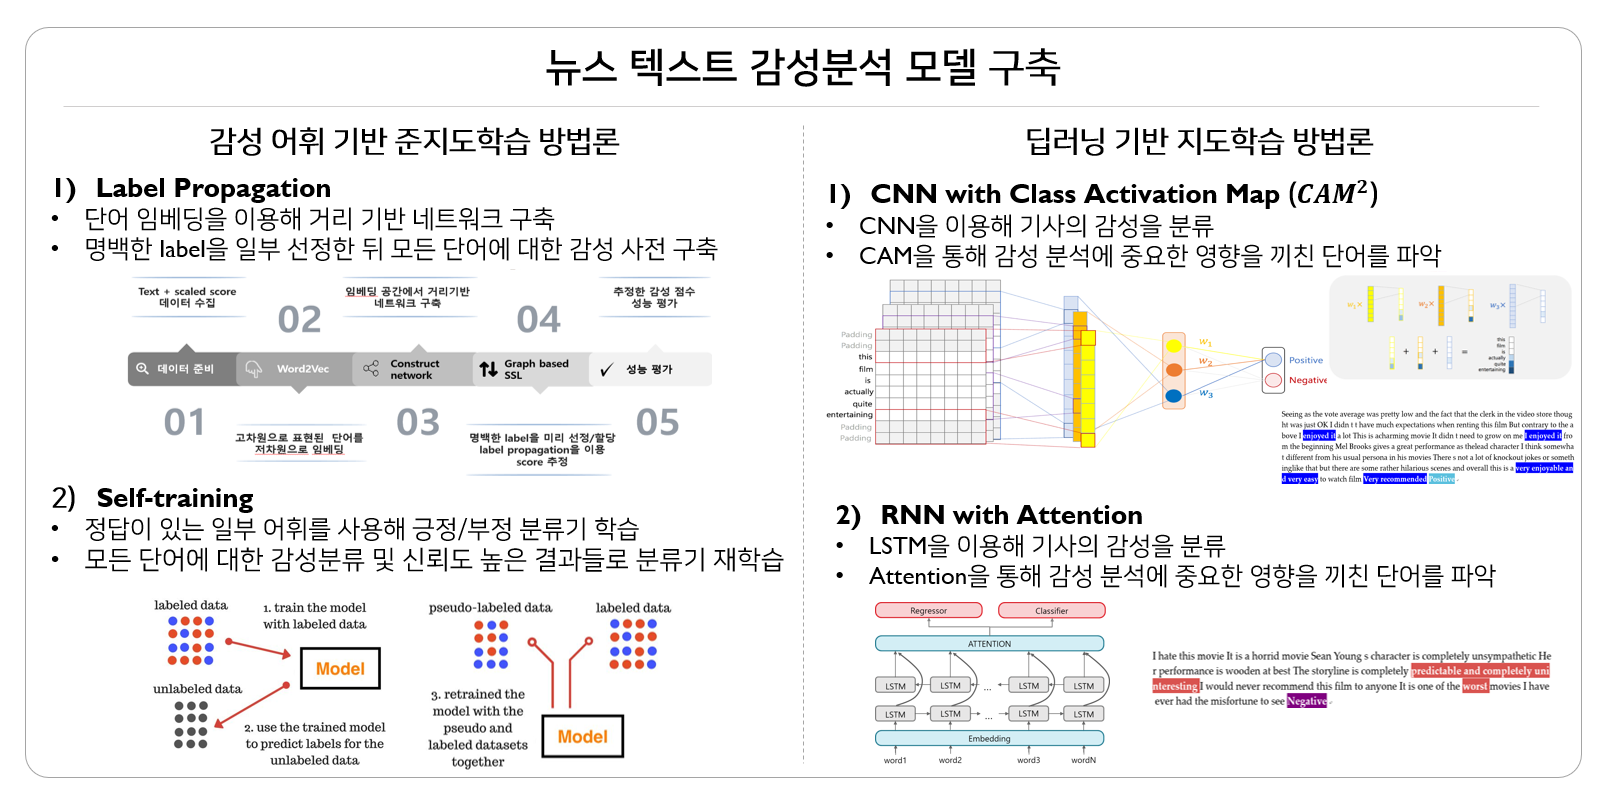 뉴스 텍스트 감성분석 모델 구축
감성 어휘 기반 준지도학습 방법론
1) Label Propagation
• 단어 임베딩을 이용해 거리 기반 네트워크 구축
• 명백한 label을 일부 선정한 뒤 모든 단어에 대한 감성 사전 구축
Text + scaled score
데이터 수집
02
임베딩 공간에서 거리기반
네트워크 구축
04
추정한 감성 점수
성능 평가
데이터 준비
Word2Vec
Construct
network
Graph based
SSL
성능 평가
01
고차원으로 표현된 단어를
저차원으로 임베딩
03
명백한 label을 미리 선정/할당
label propagation을 이용
score 추정
05
2) Self-training
• 정답이 있는 일부 어휘를 사용해 긍정/부정 분류기 학습
• 모든 단어에 대한 감성분류 및 신뢰도 높은 결과들로 분류기 재학습
labeled data
1. train the model
with labeled data
Model
unlabeled data
2. use the trained model
to predict labels for the
unlabeled data
pseudo-labeled data
labeled data
3. retrained the
model with the
pseudo and
labeled datasets
together
Model
딥러닝 기반 지도학습 방법론
1) CNN with Class Activation Map (CAM²)
• CNN을 이용해 기사의 감성을 분류
• CAM을 통해 감성 분석에 중요한 영향을 끼친 단어를 파악
Padding
Padding
this
film
is
actually
quite
entertaining
Padding
Padding
w₁
w₂
w₃
Positive
Negative
w₁×
w₂×
w₃×
+
+
=
this
film
is
actually
quite
entertaining
Seeing as the vote average was pretty low and the fact that the clerk in the video store thoug
ht was just OK I didn t t have much expectations when renting this film But contrary to the a
bove I enjoyed it a lot This is acharming movie It didn t need to grow on me I enjoyed it fro
m the beginning Mel Brooks gives a great performance as thelead character I think somewha
t different from his usual persona in his movies There s not a lot of knockout jokes or someth
inglike that but there are some rather hilarious scenes and overall this is a very enjoyable an
d very easy to watch film Very recommended Positive
2) RNN with Attention
• LSTM을 이용해 기사의 감성을 분류
• Attention을 통해 감성 분석에 중요한 영향을 끼친 단어를 파악
Regressor
Classifier
ATTENTION
LSTM LSTM ... LSTM LSTM
LSTM LSTM ... LSTM LSTM
Embedding
word1 word2 word3 wordN
I hate this movie It is a horrid movie Sean Young s character is completely unsympathetic He
r performance is wooden at best The storyline is completely predictable and completely uni
nteresting I would never recommend this film to anyone It is one of the worst movies I have
ever had the misfortune to see Negative